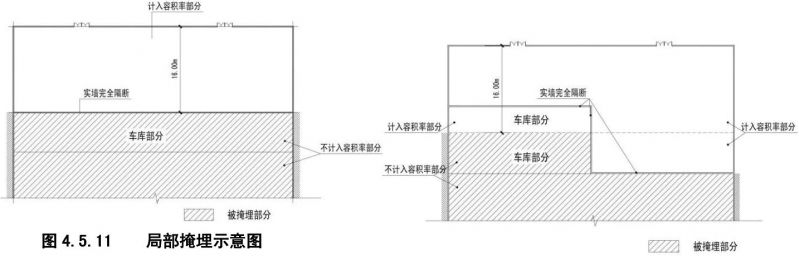 计入容积率部分
16.00m
实墙完全隔断
车库部分
不计入容积率部分
被掩埋部分
图 4.5.11 局部掩埋示意图
16.00m
实墙完全隔断
计入容积率部分
车库部分
计入容积率部分
车库部分
不计入容积率部分
被掩埋部分